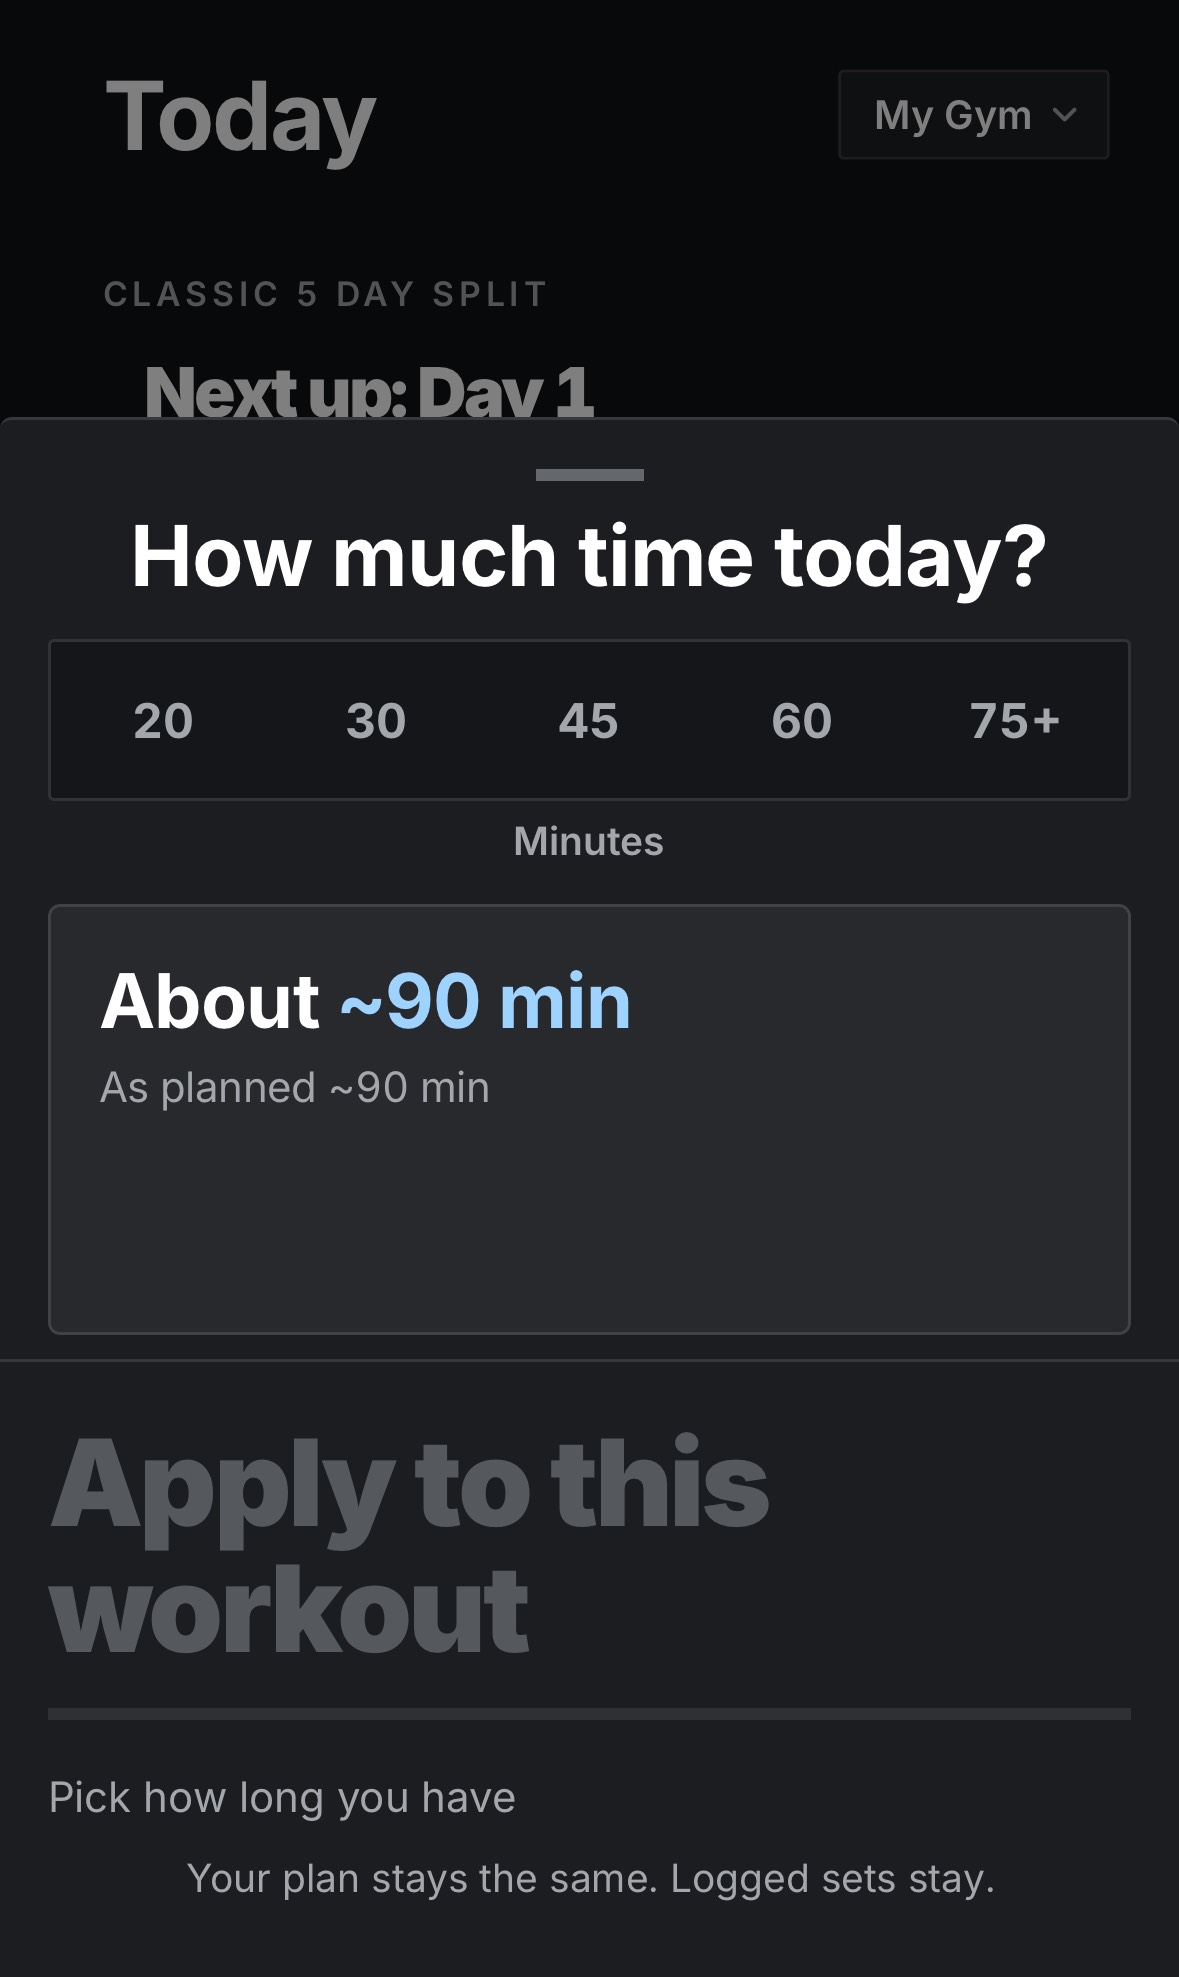 Today
My Gym
CLASSIC 5 DAY SPLIT
Next up: Day 1
How much time today?
20 30 45 60 75+
Minutes
About ~90 min
As planned ~90 min
Apply to this
workout
Pick how long you have
Your plan stays the same. Logged sets stay.